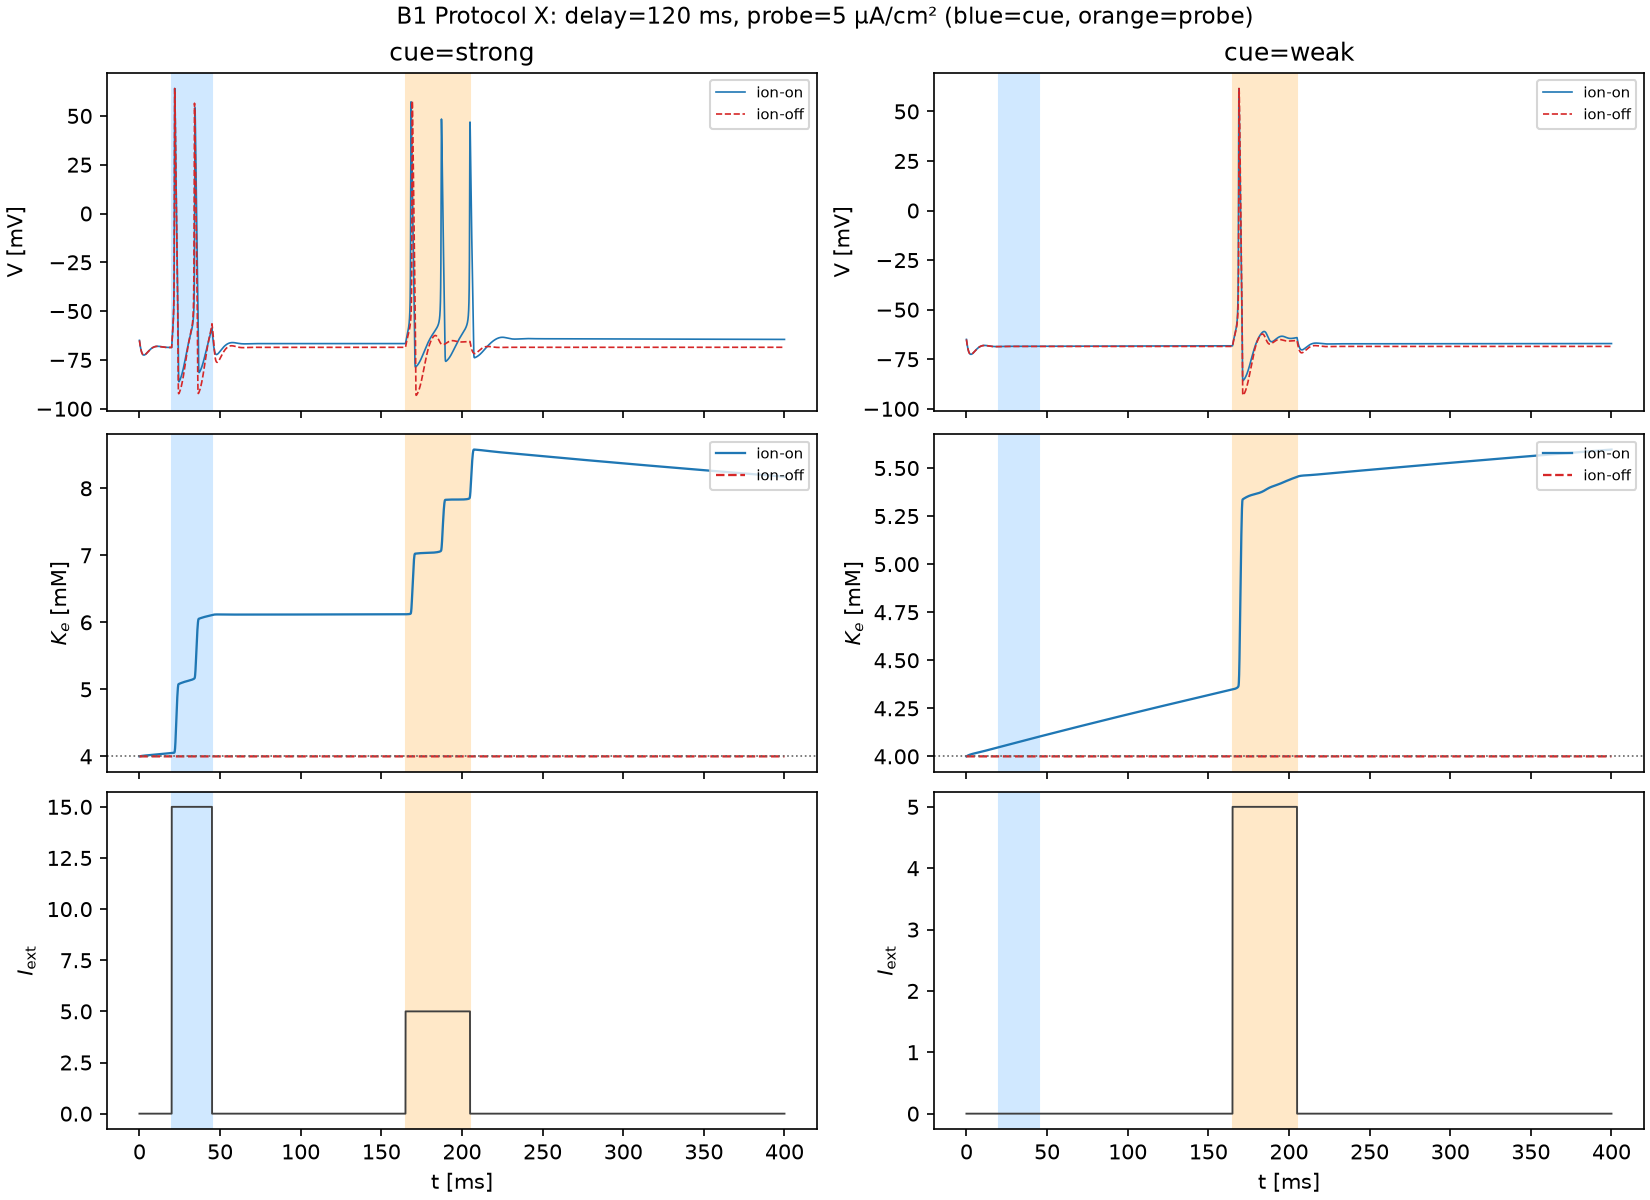 B1 Protocol X: delay=120 ms, probe=5 μA/cm² (blue=cue, orange=probe)
cue=strong
cue=weak
V [mV]
50
25
0
−25
−50
−75
−100
ion-on
ion-off
V [mV]
50
25
0
−25
−50
−75
−100
ion-on
ion-off
Kₑ [mM]
8
7
6
5
4
ion-on
ion-off
Kₑ [mM]
5.50
5.25
5.00
4.75
4.50
4.25
4.00
ion-on
ion-off
I_ext
15.0
12.5
10.0
7.5
5.0
2.5
0.0
0 50 100 150 200 250 300 350 400
t [ms]
I_ext
5
4
3
2
1
0
0 50 100 150 200 250 300 350 400
t [ms]